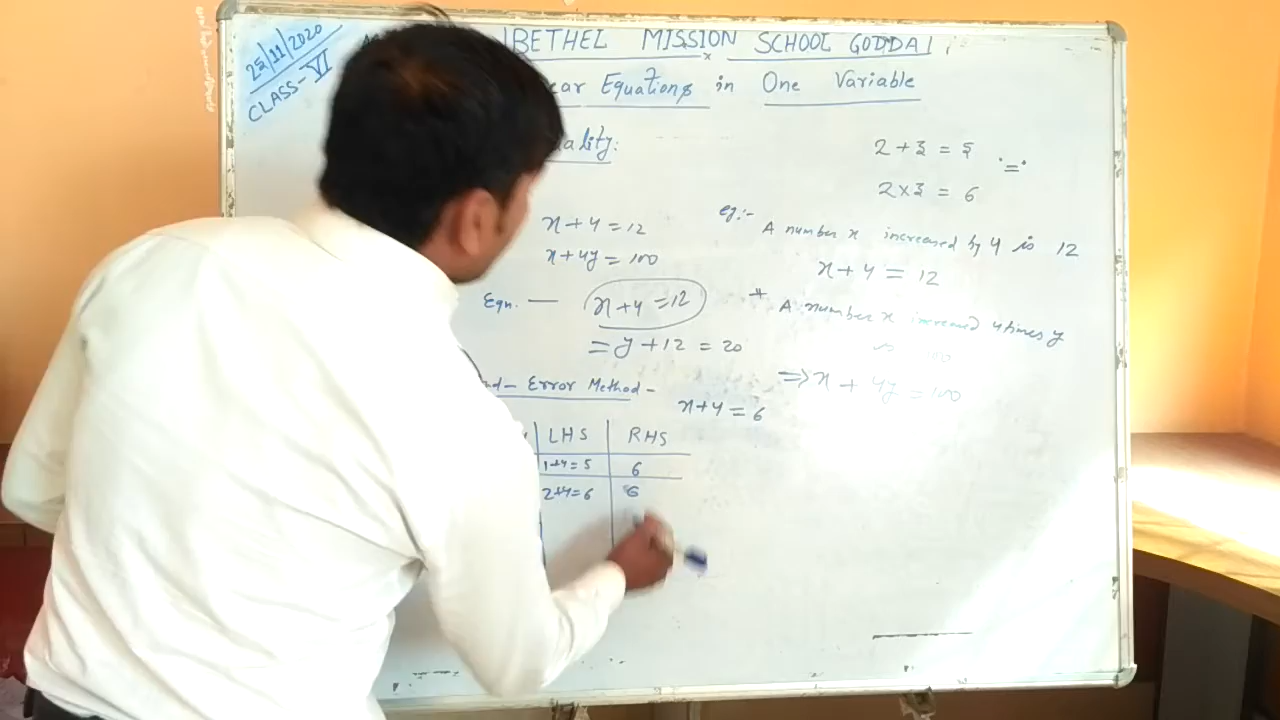 25/11/2020
CLASS-VI
BETHEL MISSION SCHOOL GODDA
Equations in One Variable
2 + 3 = 5
"="
2 x 3 = 6
x + 4 = 12
x + 4y = 100
Eqn. — x + 4 = 12
= y + 12 = 20
Error Method -
x + 4 = 6
LHS RHS
1+4=5 6
2+4=6 6
eg:- A number x increased by 4 is 12
x + 4 = 12
* A number x increased 4 times y
is 100
⇒ x + 4y = 100